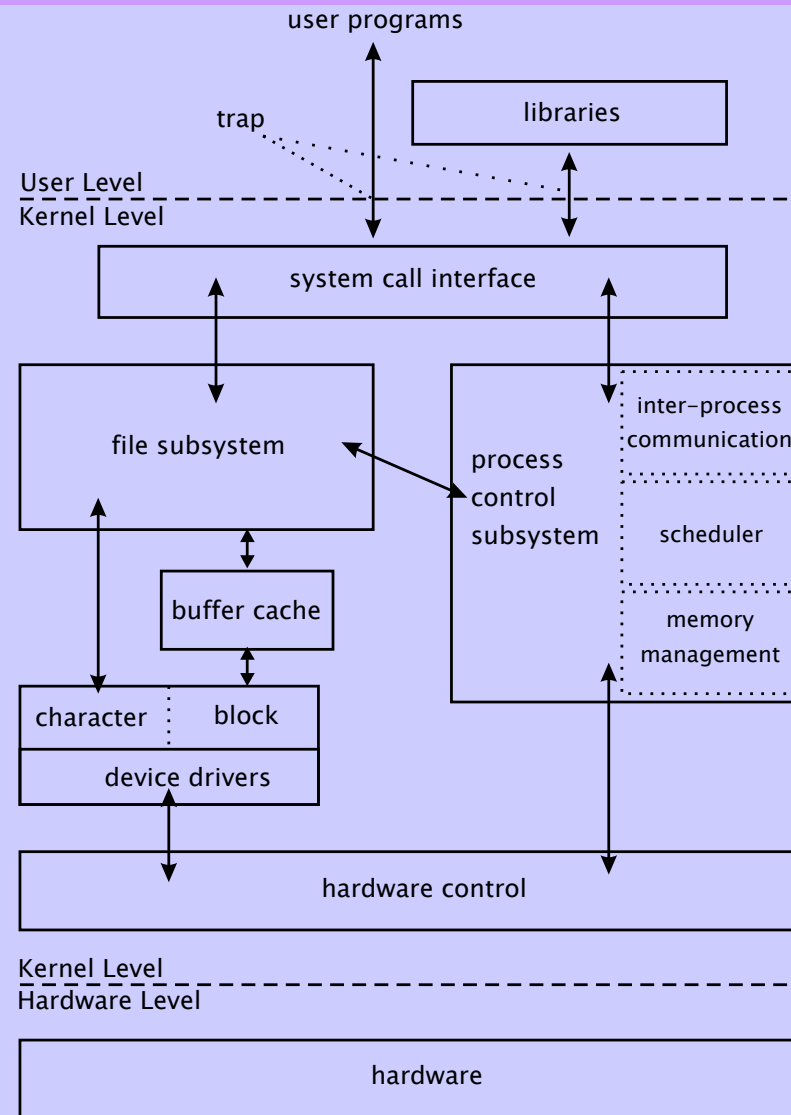 user programs
trap
libraries
User Level
Kernel Level
system call interface
file subsystem
process
control
subsystem
inter-process
communication
scheduler
memory
management
buffer cache
character
block
device drivers
hardware control
Kernel Level
Hardware Level
hardware